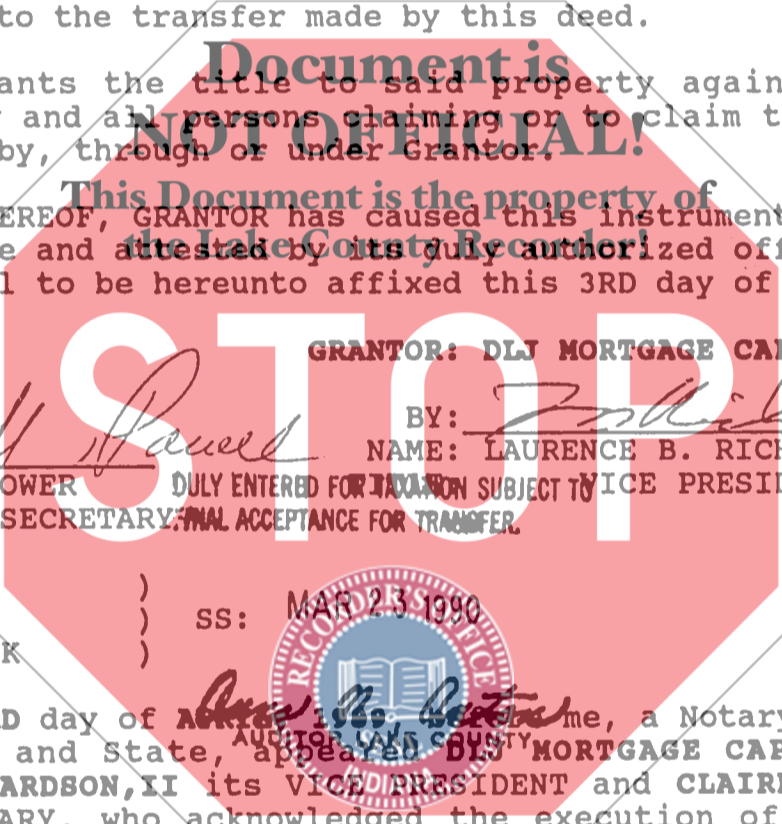 to the transfer made by this deed.
Document is
ants the title to said property again
NOT OFFICIAL!
and all persons claiming or to claim t
by, through or under Grantor.
This Document is the property of
EREOF, GRANTOR has caused this instrument
the Lake County Recorder!
e and attested by its duly authorized off
l to be hereunto affixed this 3RD day of
STOP
GRANTOR: DLJ MORTGAGE CAP
BY:
NAME: LAURENCE B. RICH
OWER
DULY ENTERED FOR TAXATION SUBJECT TO
VICE PRESID
SECRETARY
FINAL ACCEPTANCE FOR TRANSFER.
)
) SS: MAR 23 1990
)
K
RECORDER'S OFFICE
D day of
me, a Notary
AUDITOR LAKE COUNTY
and State, appeared DLJ MORTGAGE CAP
ARDSON,II its VICE PRESIDENT and CLAIRE
INDIANA
ARY, who acknowledged the execution of